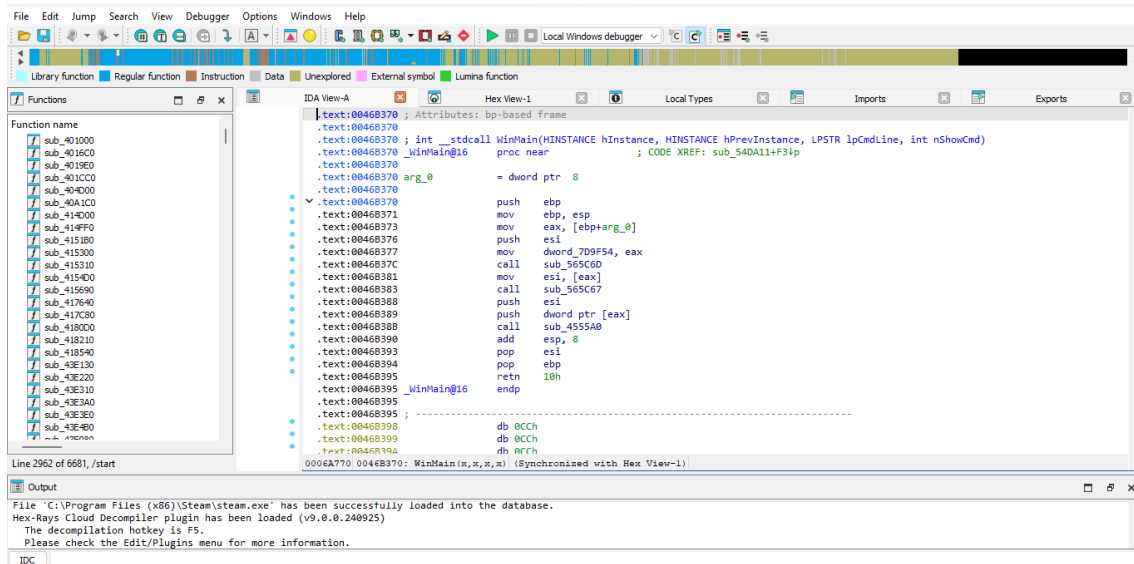 File Edit Jump Search View Debugger Options Windows Help
Local Windows debugger
Library function Regular function Instruction Data Unexplored External symbol Lumina function
Functions
IDA View-A Hex View-1 Local Types Imports Exports
Function name
sub_401000
sub_4016C0
sub_4019E0
sub_401CC0
sub_404D00
sub_40A1C0
sub_414D00
sub_414FF0
sub_4151B0
sub_415300
sub_415310
sub_4154D0
sub_415690
sub_417640
sub_417C80
sub_4180D0
sub_418210
sub_418540
sub_43E130
sub_43E220
sub_43E310
sub_43E3A0
sub_43E3E0
sub_43E4B0
Line 2962 of 6681, /start
.text:0046B370 ; Attributes: bp-based frame
.text:0046B370
.text:0046B370 ; int __stdcall WinMain(HINSTANCE hInstance, HINSTANCE hPrevInstance, LPSTR lpCmdLine, int nShowCmd)
.text:0046B370 _WinMain@16 proc near ; CODE XREF: sub_54DA11+F3↓p
.text:0046B370
.text:0046B370 arg_0 = dword ptr 8
.text:0046B370
.text:0046B370 push ebp
.text:0046B371 mov ebp, esp
.text:0046B373 mov eax, [ebp+arg_0]
.text:0046B376 push esi
.text:0046B377 mov dword_7D9F54, eax
.text:0046B37C call sub_565C6D
.text:0046B381 mov esi, [eax]
.text:0046B383 call sub_565C67
.text:0046B388 push esi
.text:0046B389 push dword ptr [eax]
.text:0046B38B call sub_4555A0
.text:0046B390 add esp, 8
.text:0046B393 pop esi
.text:0046B394 pop ebp
.text:0046B395 retn 10h
.text:0046B395 _WinMain@16 endp
.text:0046B395
.text:0046B395 ; ---------------------------------------------------------------------------
.text:0046B398 db 0CCh
.text:0046B399 db 0CCh
.text:0046B39A db 0CCh
0006A770 0046B370: WinMain(x,x,x,x) (Synchronized with Hex View-1)
Output
File 'C:\Program Files (x86)\Steam\steam.exe' has been successfully loaded into the database.
Hex-Rays Cloud Decompiler plugin has been loaded (v9.0.0.240925)
The decompilation hotkey is F5.
Please check the Edit/Plugins menu for more information.
IDC